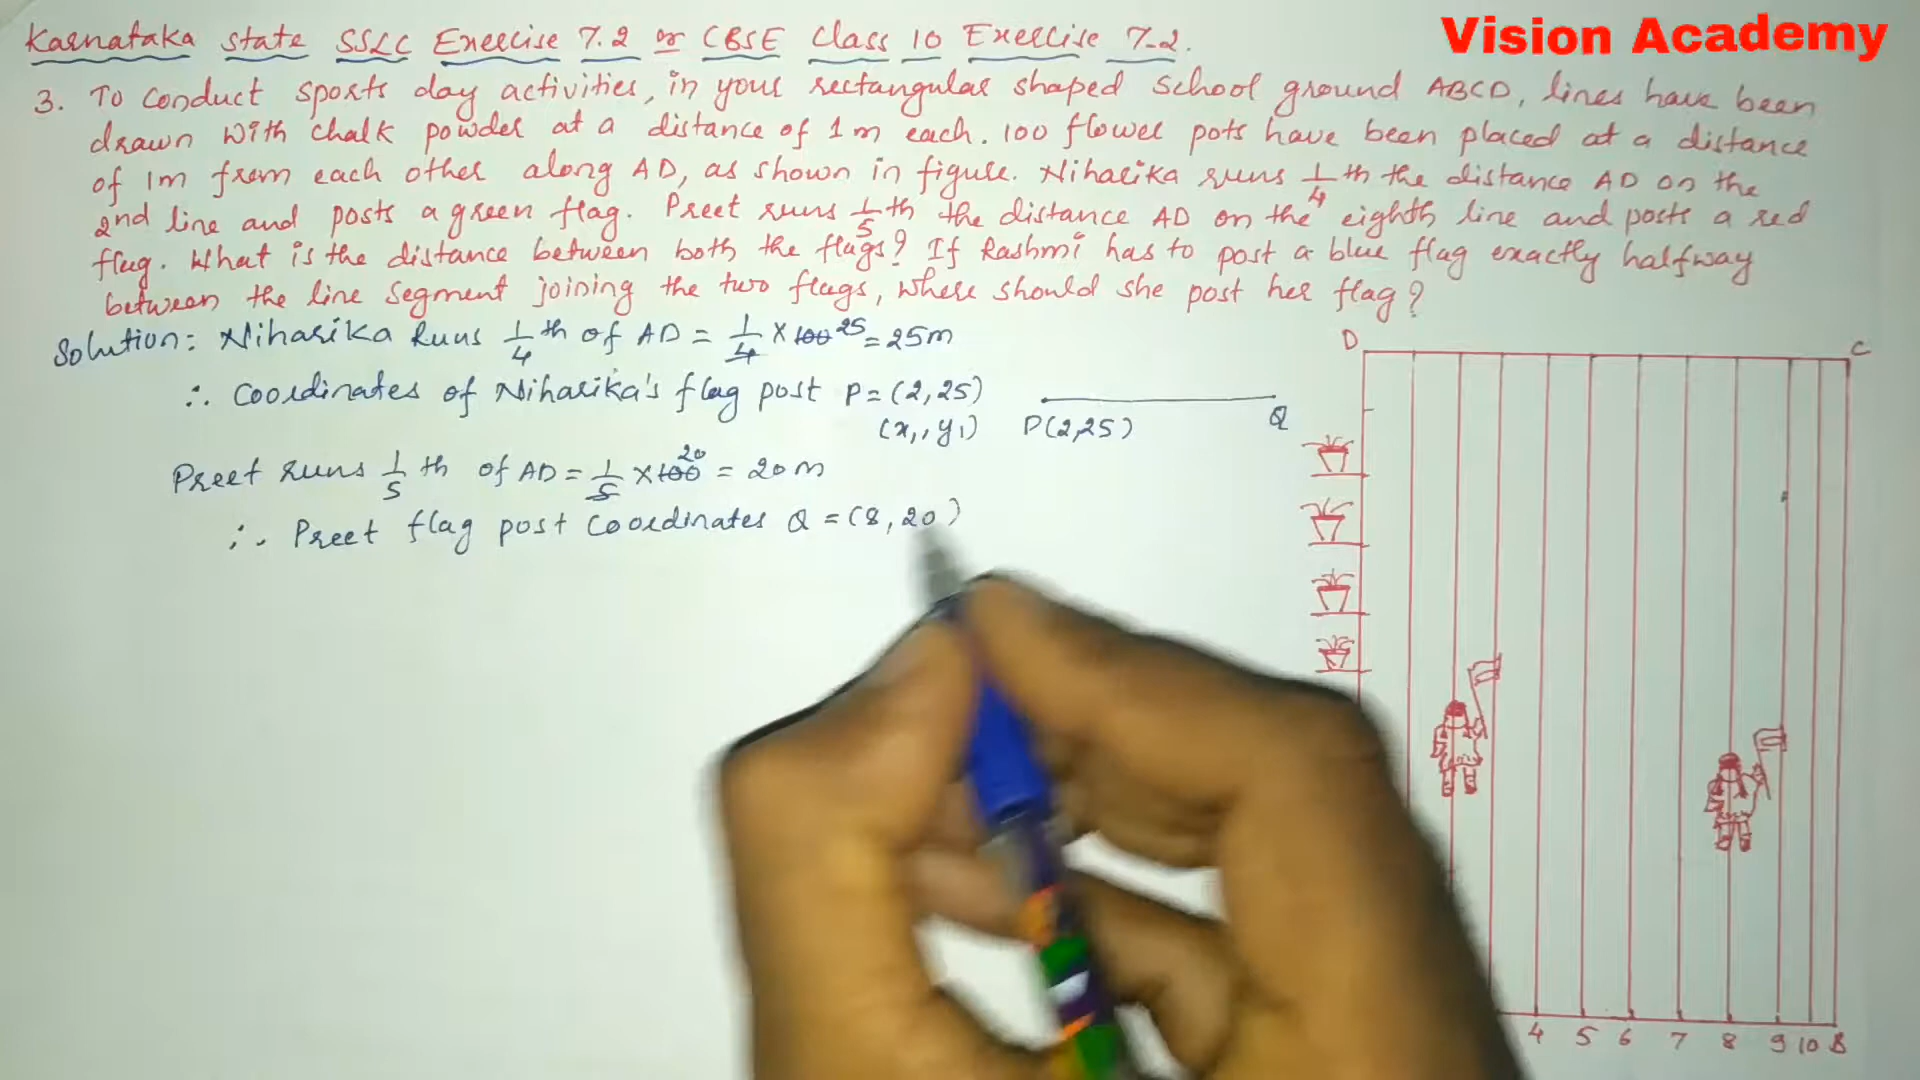 Vision Academy
Karnataka state SSLC Exercise 7.2 or CBSE Class 10 Exercise 7.2.
3. To conduct sports day activities, in your rectangular shaped school ground ABCD, lines have been
drawn with chalk powder at a distance of 1m each. 100 flower pots have been placed at a distance
of 1m from each other along AD, as shown in figure. Niharika runs 1/4 th the distance AD on the
2nd line and posts a green flag. Preet runs 1/5 th the distance AD on the eighth line and posts a red
flag. What is the distance between both the flags? If Rashmi has to post a blue flag exactly halfway
between the line segment joining the two flags, where should she post her flag?
Solution: Niharika Runs 1/4 th of AD = 1/4 × 100 25 = 25m
∴ Coordinates of Niharika's flag post P = (2,25)
(x1, y1)
P(2,25)
Q
Preet runs 1/5 th of AD = 1/5 × 100 20 = 20m
∴ Preet flag post Coordinates Q = (8,20)
D
C
4 5 6 7 8 9 10 B